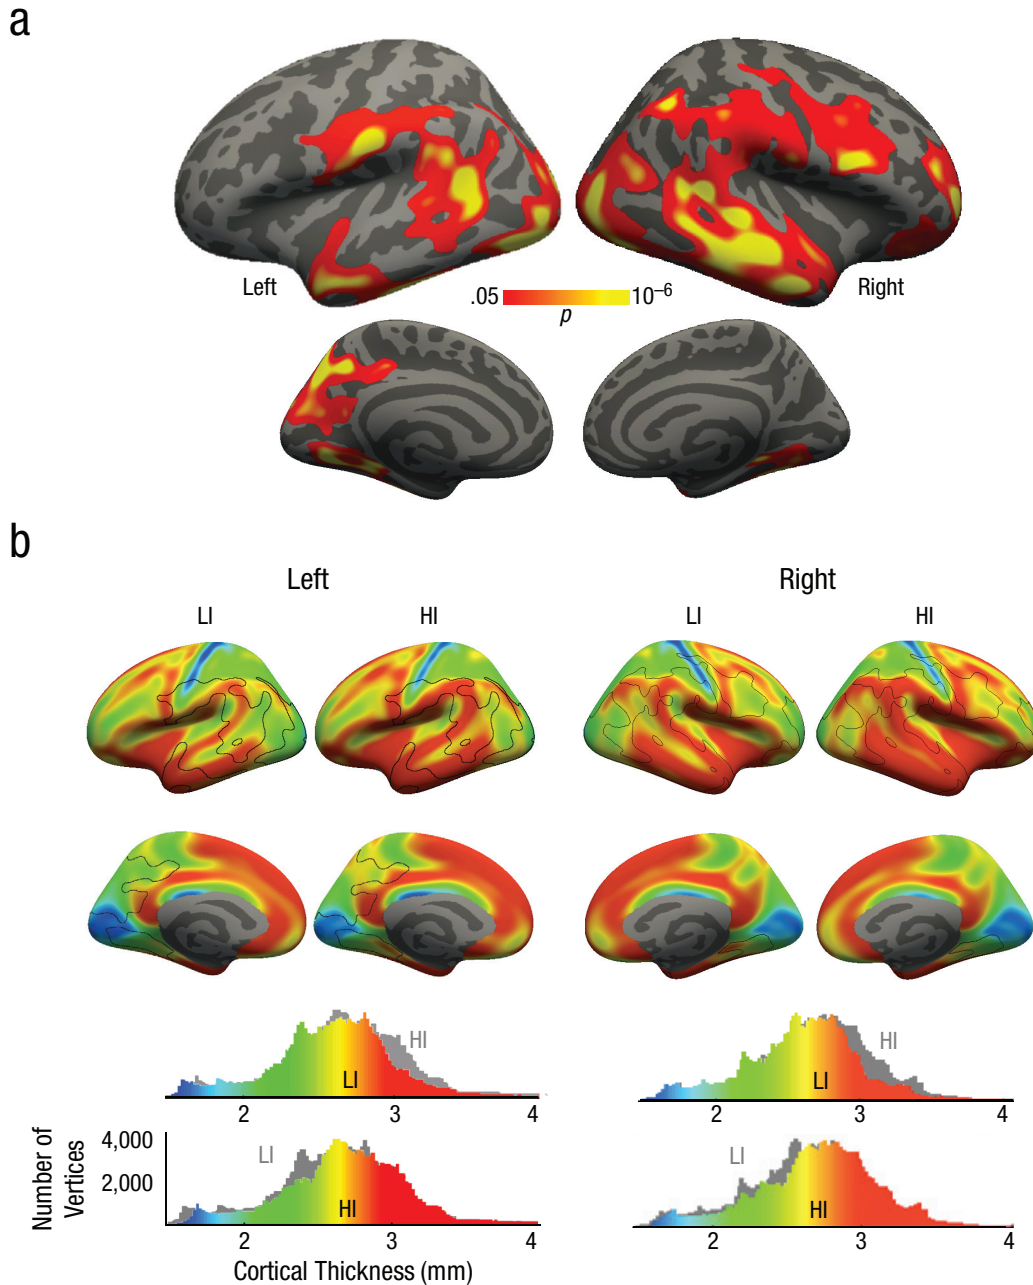 a
Left
Right
.05
10–6
p
b
Left
Right
LI
HI
LI
HI
HI
LI
2
3
4
HI
LI
2
3
4
Number of
Vertices
4,000
2,000
LI
HI
2
3
4
LI
HI
2
3
4
Cortical Thickness (mm)